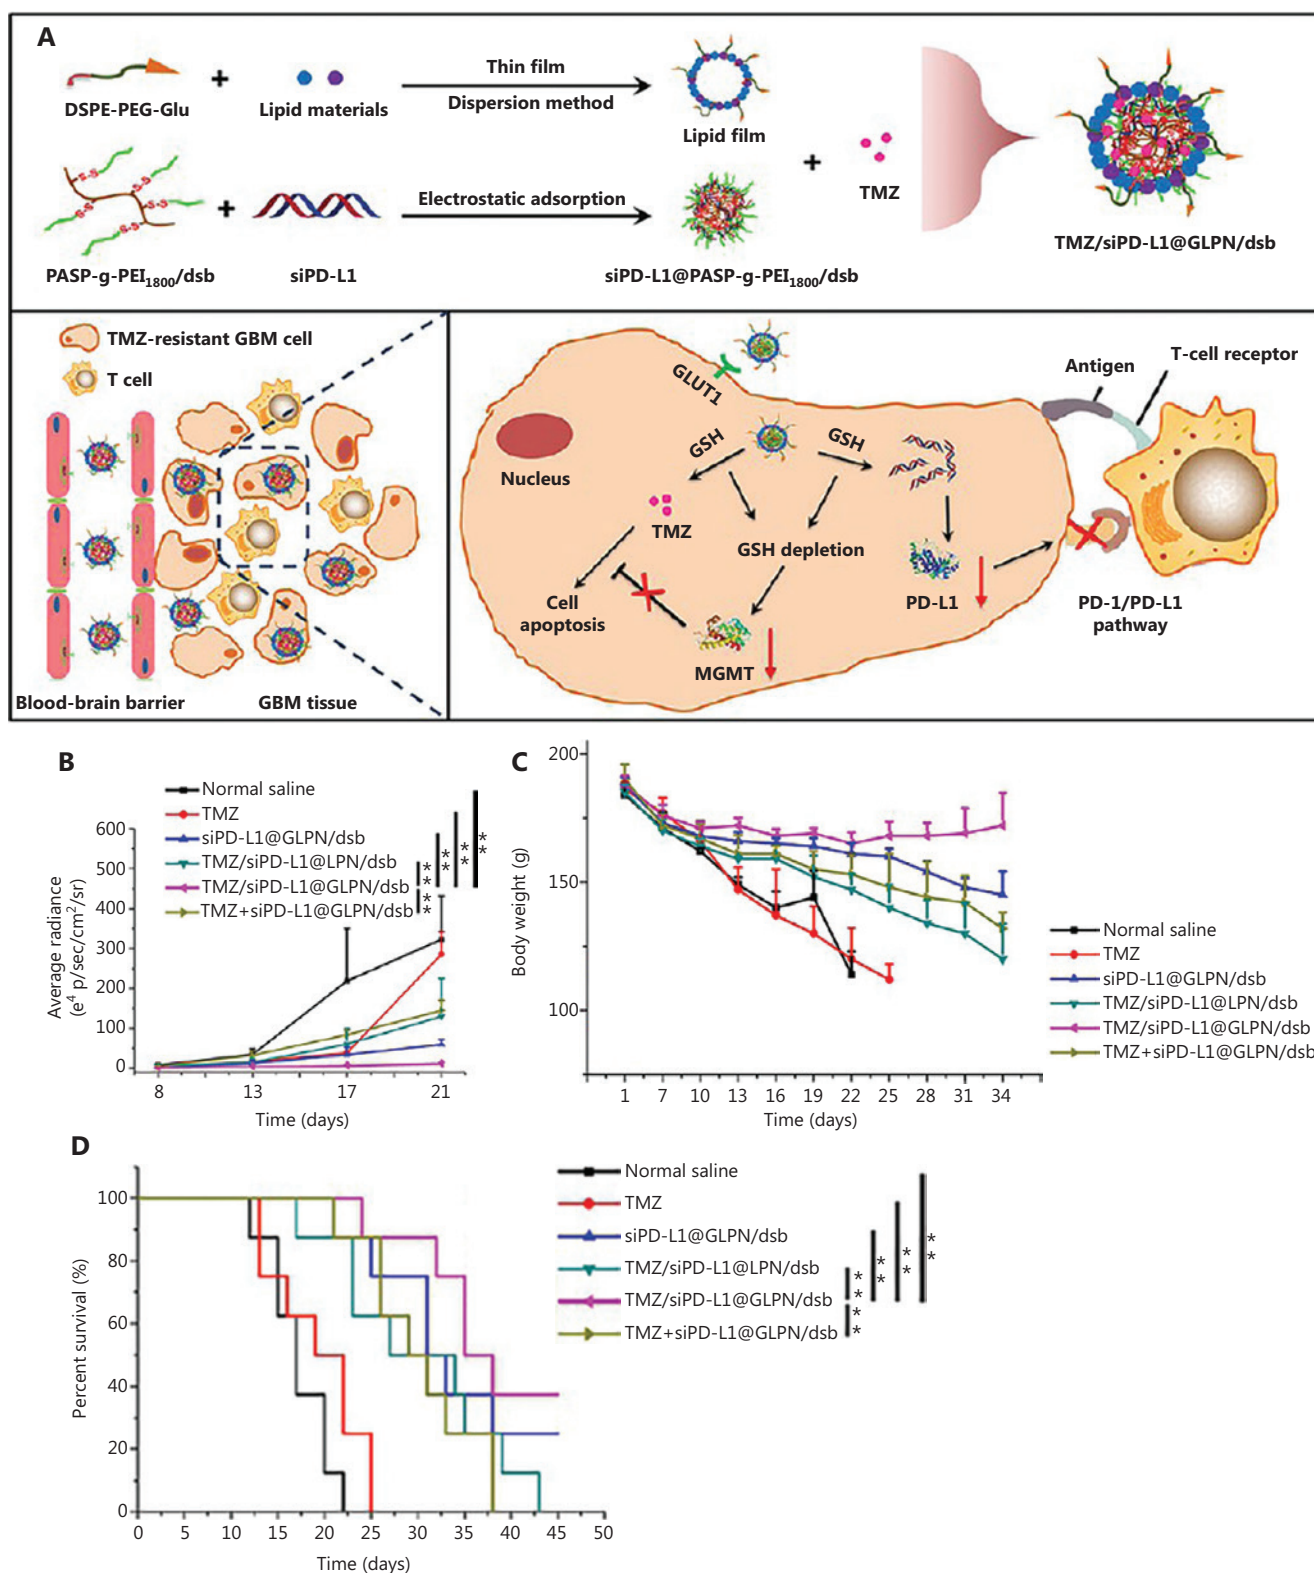 A
DSPE-PEG-Glu
+
Lipid materials
Thin film
Dispersion method
Lipid film
S-S
S-S
S-S
S-S
S-S
PASP-g-PEI1800/dsb
+
siPD-L1
Electrostatic adsorption
siPD-L1@PASP-g-PEI1800/dsb
+
TMZ
TMZ/siPD-L1@GLPN/dsb
TMZ-resistant GBM cell
T cell
Blood-brain barrier
GBM tissue
GLUT1
Nucleus
GSH
GSH
TMZ
GSH depletion
Cell
apoptosis
MGMT
PD-L1
Antigen
T-cell receptor
PD-1/PD-L1
pathway
B
Normal saline
TMZ
siPD-L1@GLPN/dsb
TMZ/siPD-L1@LPN/dsb
TMZ/siPD-L1@GLPN/dsb
TMZ+siPD-L1@GLPN/dsb
**
**
**
**
**
Average radiance
(e4 p/sec/cm2/sr)
600
500
400
300
200
100
0
8 13 17 21
Time (days)
C
Body weight (g)
200
150
100
1 7 10 13 16 19 22 25 28 31 34
Time (days)
Normal saline
TMZ
siPD-L1@GLPN/dsb
TMZ/siPD-L1@LPN/dsb
TMZ/siPD-L1@GLPN/dsb
TMZ+siPD-L1@GLPN/dsb
D
Percent survival (%)
100
80
60
40
20
0
0 5 10 15 20 25 30 35 40 45 50
Time (days)
Normal saline
TMZ
siPD-L1@GLPN/dsb
TMZ/siPD-L1@LPN/dsb
TMZ/siPD-L1@GLPN/dsb
TMZ+siPD-L1@GLPN/dsb
**
**
**
**
**